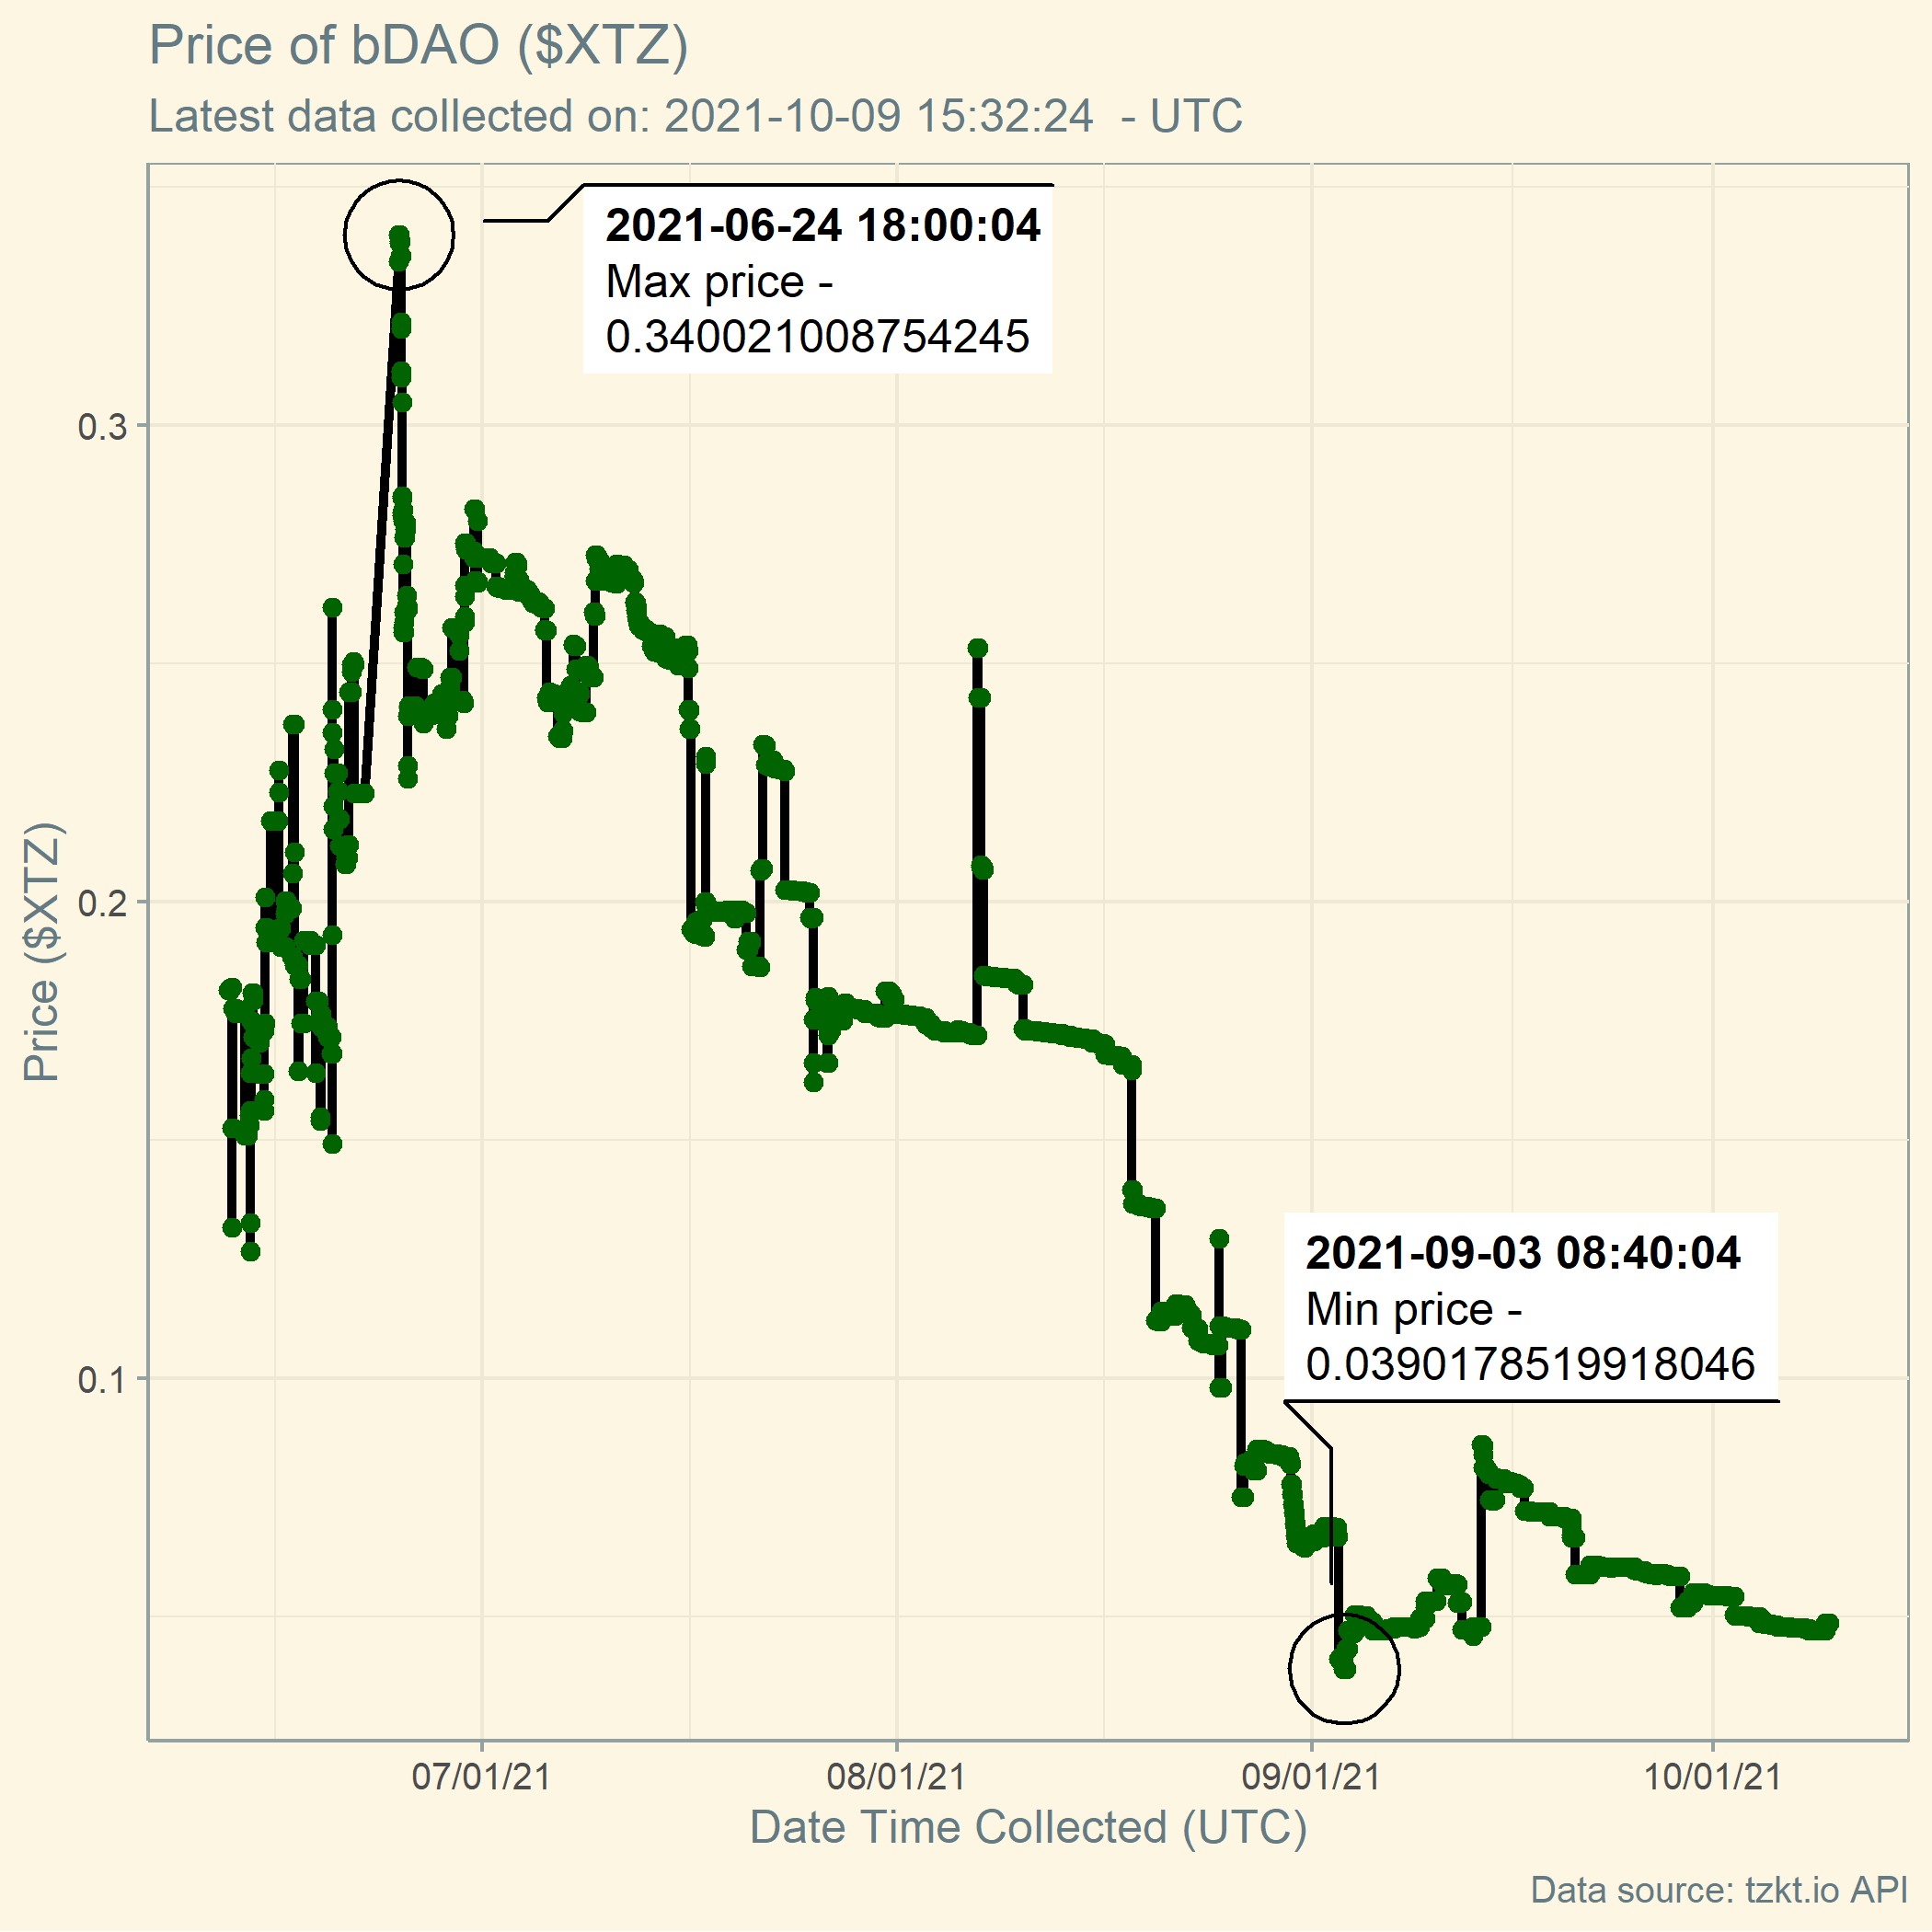 Price of bDAO ($XTZ)
Latest data collected on: 2021-10-09 15:32:24  - UTC
2021-06-24 18:00:04
Max price -
0.340021008754245
0.3
0.2
0.1
Price ($XTZ)
2021-09-03 08:40:04
Min price -
0.0390178519918046
07/01/21
08/01/21
09/01/21
10/01/21
Date Time Collected (UTC)
Data source: tzkt.io API